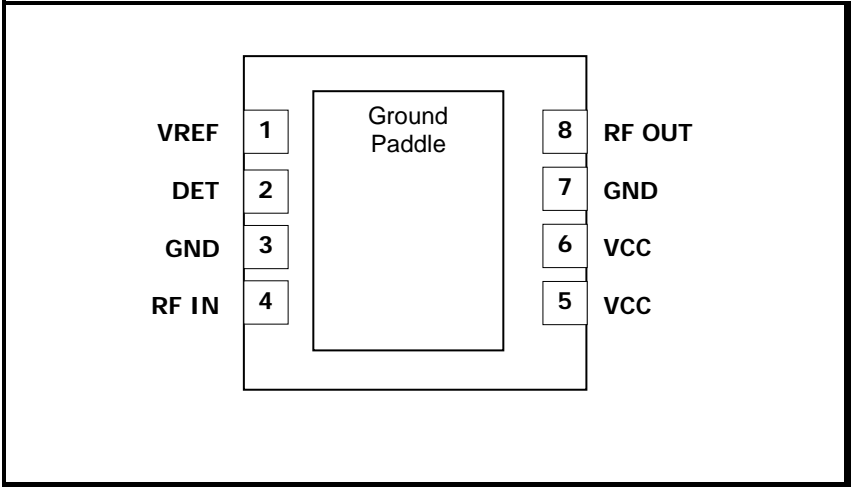 Ground
Paddle
VREF 1
8 RF OUT
DET 2
7 GND
GND 3
6 VCC
RF IN 4
5 VCC